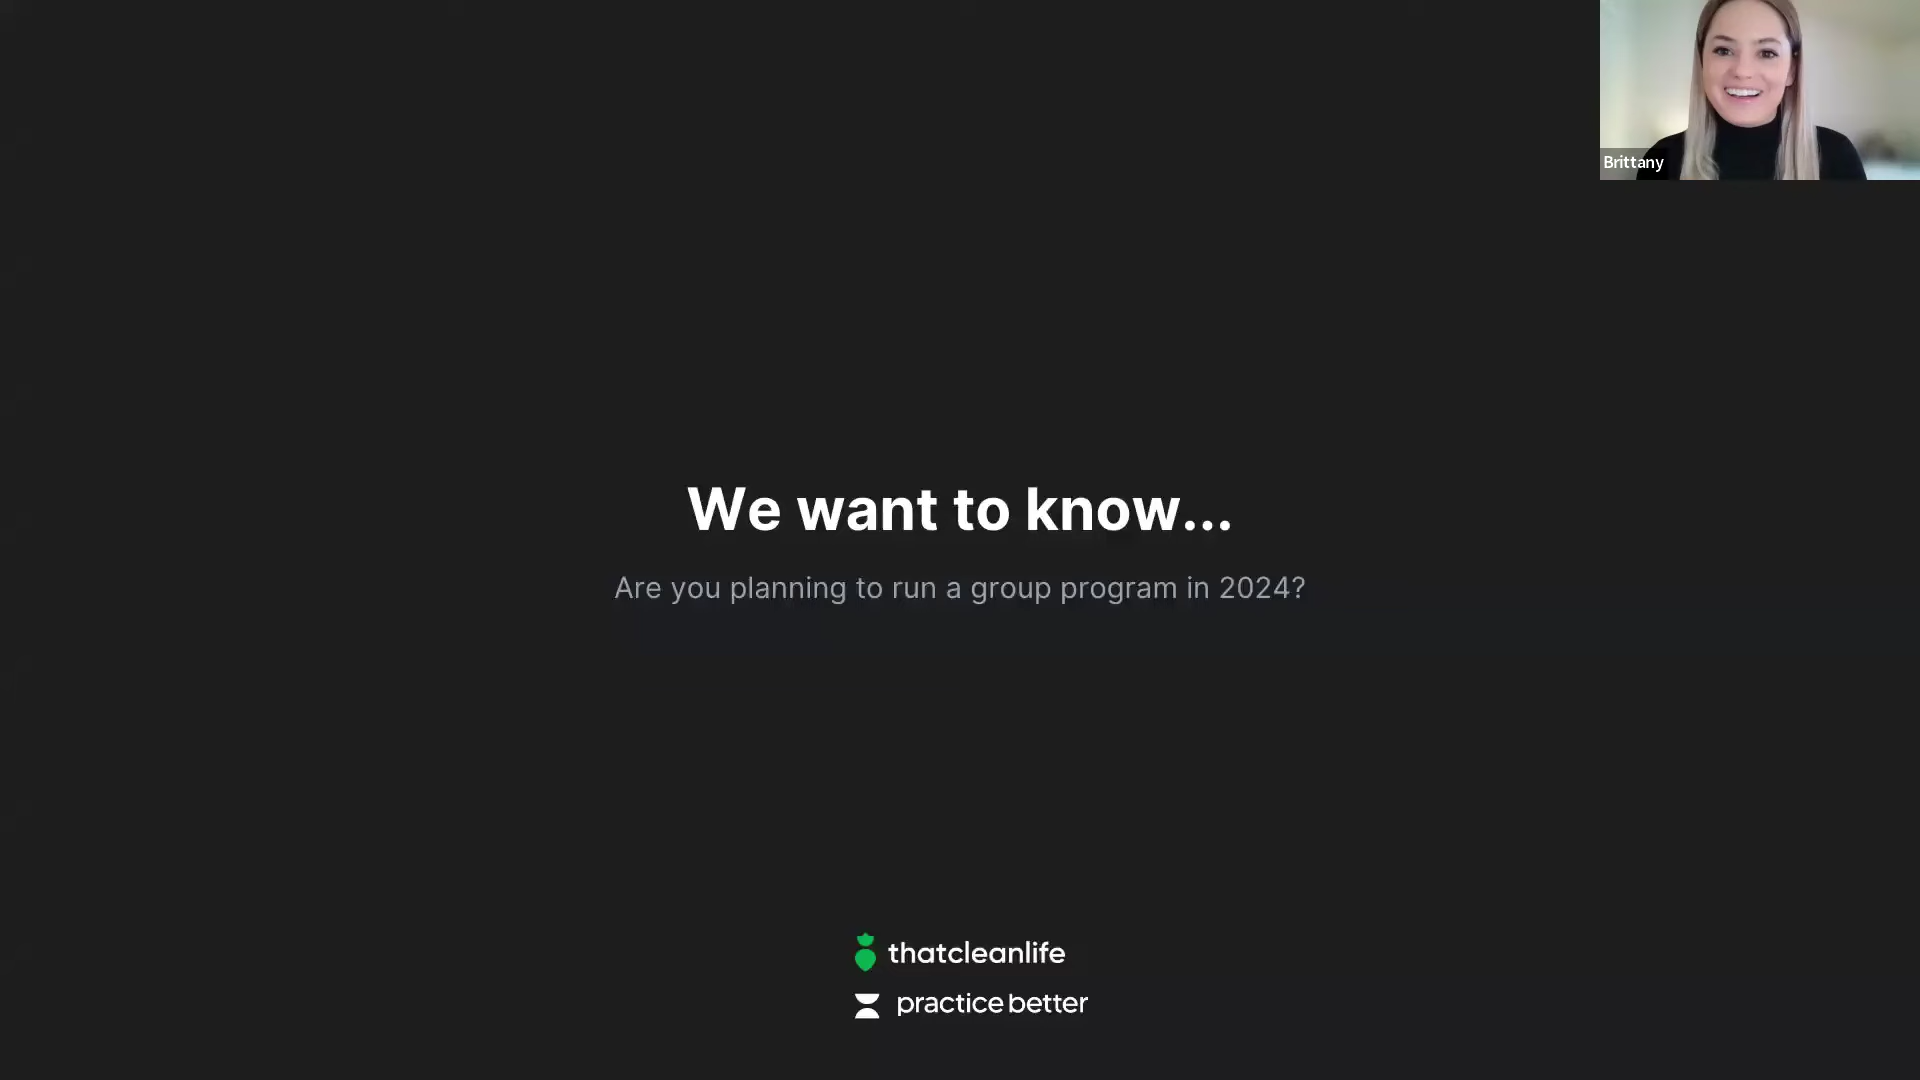 Brittany
We want to know...
Are you planning to run a group program in 2024?
thatcleanlife
practice better